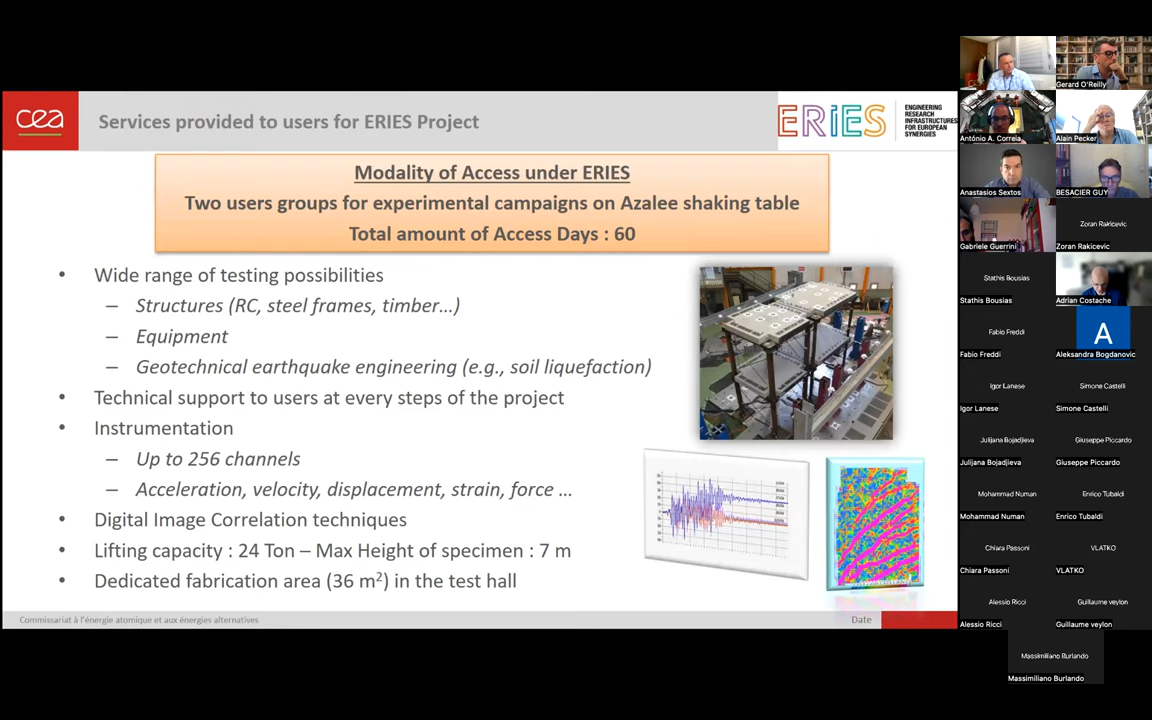 cea
Services provided to users for ERIES Project
ERIES
ENGINEERING
RESEARCH
INFRASTRUCTURES
FOR EUROPEAN
SYNERGIES
Modality of Access under ERIES
Two users groups for experimental campaigns on Azalee shaking table
Total amount of Access Days : 60
• Wide range of testing possibilities
– Structures (RC, steel frames, timber…)
– Equipment
– Geotechnical earthquake engineering (e.g., soil liquefaction)
• Technical support to users at every steps of the project
• Instrumentation
– Up to 256 channels
– Acceleration, velocity, displacement, strain, force …
• Digital Image Correlation techniques
• Lifting capacity : 24 Ton – Max Height of specimen : 7 m
• Dedicated fabrication area (36 m²) in the test hall
Commissariat à l'énergie atomique et aux énergies alternatives
Date
Gerard O'Reilly
António A. Correia
Alain Pecker
Anastasios Sextos
BESACIER GUY
Gabriele Guerrini
Zoran Rakicevic
Zoran Rakicevic
Stathis Bousias
Stathis Bousias
Adrian Costache
Fabio Freddi
Fabio Freddi
A
Aleksandra Bogdanovic
Igor Lanese
Igor Lanese
Simone Castelli
Simone Castelli
Julijana Bojadjieva
Julijana Bojadjieva
Giuseppe Piccardo
Giuseppe Piccardo
Mohammad Numan
Mohammad Numan
Enrico Tubaldi
Enrico Tubaldi
Chiara Passoni
Chiara Passoni
VLATKO
VLATKO
Alessio Ricci
Alessio Ricci
Guillaume veylon
Guillaume veylon
Massimiliano Burlando
Massimiliano Burlando